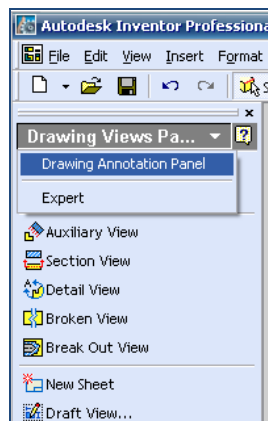 Autodesk Inventor Professiona
File Edit View Insert Format
S
Drawing Views Pa...
Drawing Annotation Panel
Expert
Auxiliary View
Section View
Detail View
Broken View
Break Out View
New Sheet
Draft View...